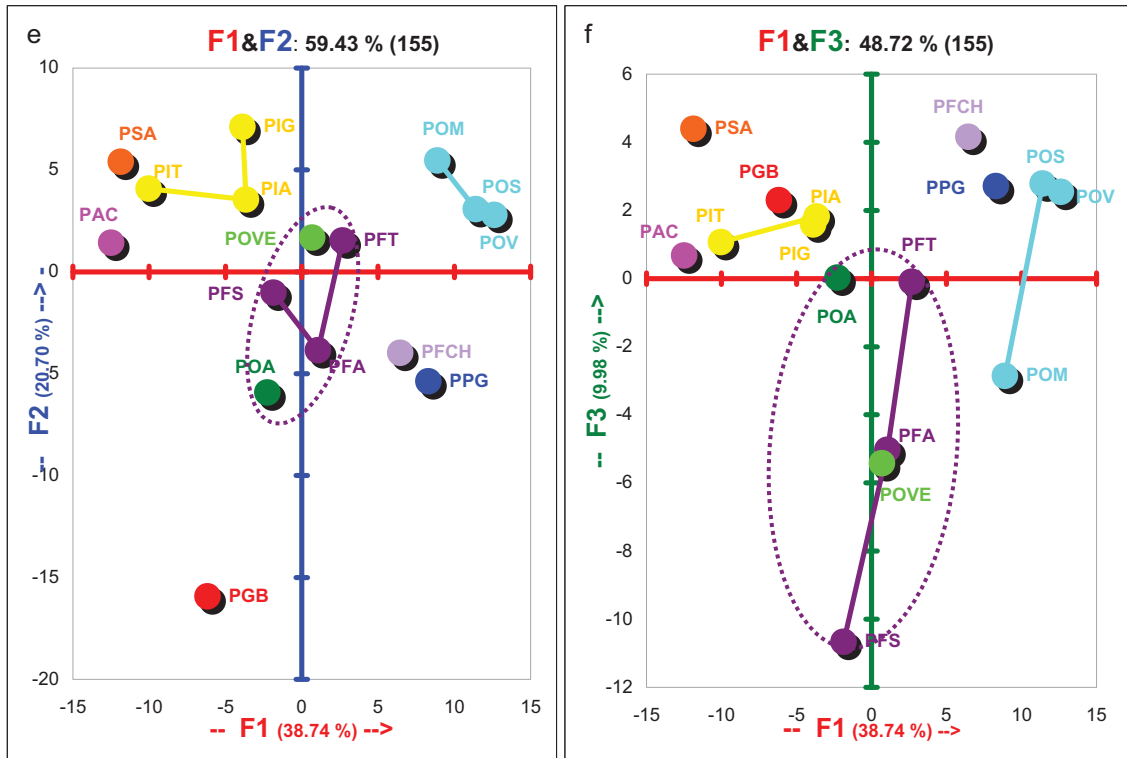 e
F1&F2: 59.43 % (155)
10
5
0
-5
-10
-15
-20
-15
-10
-5
0
5
10
15
PSA
PIG
PIT
PIA
PAC
POVE
PFT
PFS
POA
PFA
POM
POS
POV
PFCH
PPG
PGB
-- F2 (20.70 %) -->
-- F1 (38.74 %) -->
f
F1&F3: 48.72 % (155)
6
4
2
0
-2
-4
-6
-8
-10
-12
-15
-10
-5
0
5
10
15
PSA
PFCH
PGB
POS
PPG
POV
PIA
PIT
PAC
PIG
PFT
POA
POM
PFA
POVE
PFS
-- F3 (9.98 %) -->
-- F1 (38.74 %) -->